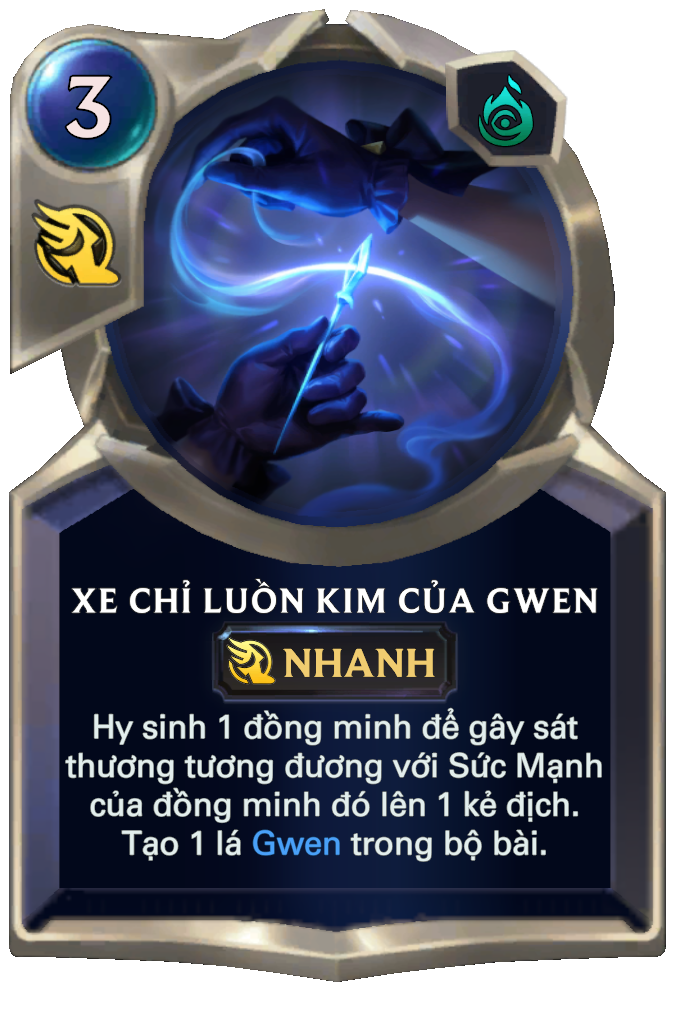 3
XE CHỈ LUỒN KIM CỦA GWEN
NHANH
Hy sinh 1 đồng minh để gây sát
thương tương đương với Sức Mạnh
của đồng minh đó lên 1 kẻ địch.
Tạo 1 lá Gwen trong bộ bài.